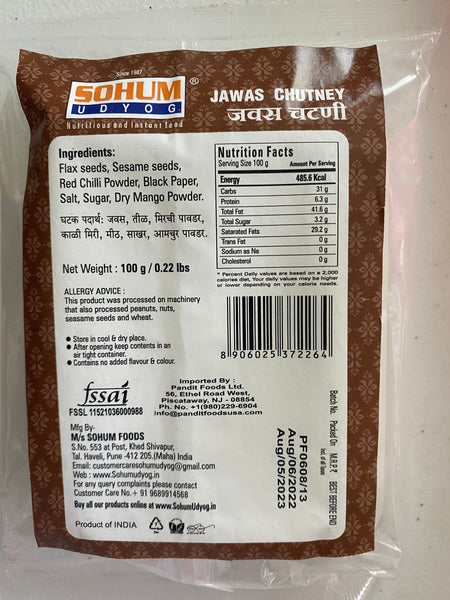 Since 1987
SOHUM®
UDYOG
Nutritious and Instant Food
JAWAS CHUTNEY
जवस चटणी
Ingredients:
Flax seeds, Sesame seeds,
Red Chilli Powder, Black Paper,
Salt, Sugar, Dry Mango Powder.
घटक पदार्थ: जवस, तीळ, मिरची पावडर,
काळी मिरी, मीठ, साखर, आमचुर पावडर.
Net Weight : 100 g / 0.22 lbs
ALLERGY ADVICE :
This product was processed on machinery
that also processed peanuts, nuts,
seasame seeds and wheat.
● Store in cool & dry place.
● After opening keep contents in an
air tight container.
● Contains no added flavour & colour.
Nutrition Facts
Serving Size 100 g Amount Per Serving
Energy 485.6 Kcal
Carbs 31 g
Protein 6.3 g
Total Fat 41.6 g
Total Sugar 3.2 g
Satarated Fats 29.2 g
Trans Fat 0 g
Sodium as Na 0 g
Cholesterol 0 g
* Percent Daily values are based on a 2,000
calories diet, Your daily values may be higher
or lower depending on your calories needs.
8 906025 372264
fssai
FSSL 11521036000988
Imported By :
Pandit Foods Ltd.
56, Ethel Road West,
Piscataway, NJ - 08854
Ph. No. +1(980)229-6904
info@panditfoodsusa.com
Mfg By-
M/s SOHUM FOODS
S.No. 553 at Post, Khed Shivapur,
Tal. Haveli, Pune -412 205.(Maha) India
Email: customercaresohumudyog@gmail.com
Web : www.Sohumudyog.in
For any query complaints please contact
Customer Care No.+ 91 9689914568
Buy all our products online at www.SohumUdyog.in
Product of INDIA
Batch No.
Packed On
M.R.P.₹
Incl. of all Taxes
BEST BEFORE END
PF0608/13
Aug/06/2022
Aug/05/2023